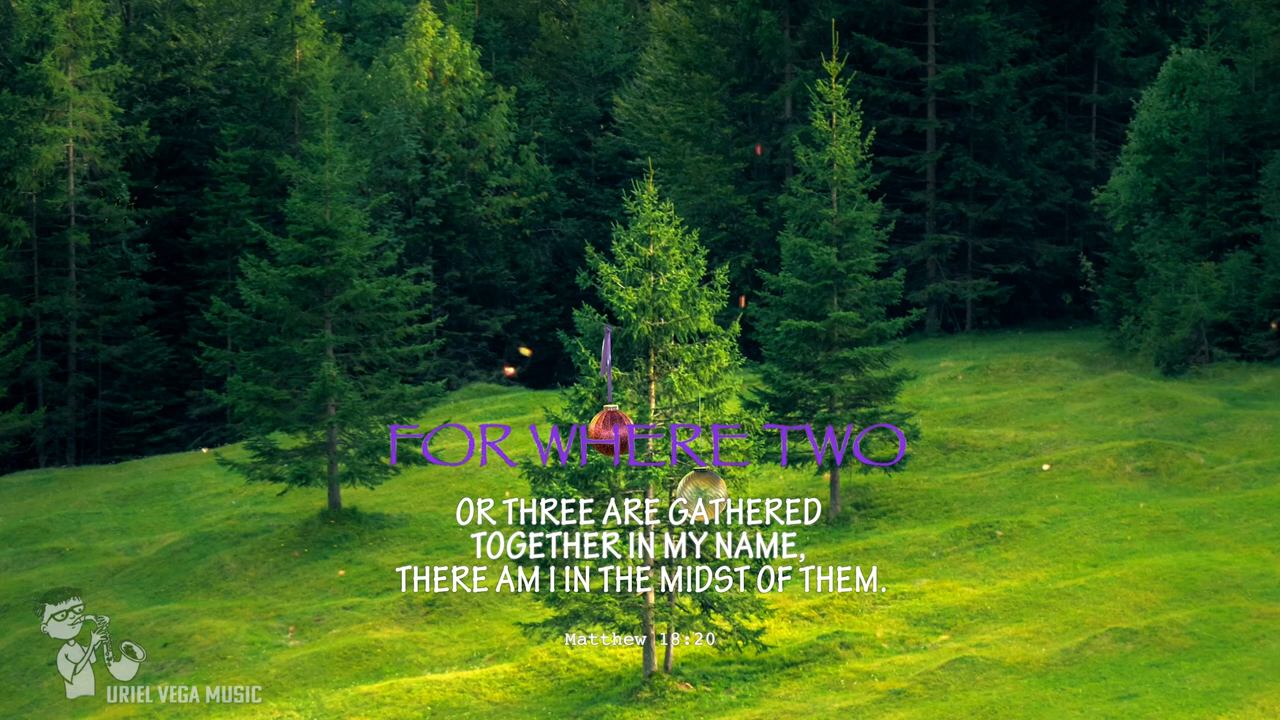 FOR WHERE TWO
OR THREE ARE GATHERED
TOGETHER IN MY NAME,
THERE AM I IN THE MIDST OF THEM.
Matthew 18:20
URIEL VEGA MUSIC